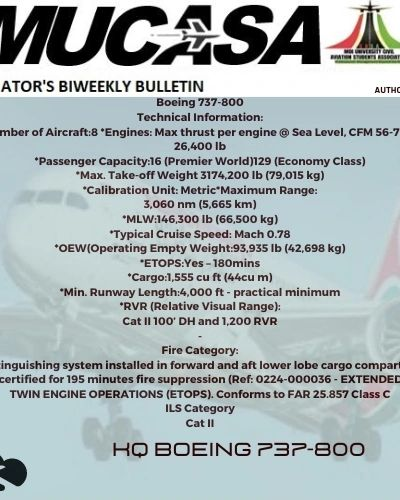 MUCASA
MOI UNIVERSITY CIVIL
AVIATION STUDENTS ASSOCIAT
ATOR'S BIWEEKLY BULLETIN
AUTHO
Boeing 737-800
Technical Information:
mber of Aircraft:8 *Engines: Max thrust per engine @ Sea Level, CFM 56-7
26,400 lb
*Passenger Capacity:16 (Premier World)129 (Economy Class)
*Max. Take-off Weight 3174,200 lb (79,015 kg)
*Calibration Unit: Metric*Maximum Range:
3,060 nm (5,665 km)
*MLW:146,300 lb (66,500 kg)
*Typical Cruise Speed: Mach 0.78
*OEW(Operating Empty Weight:93,935 lb (42,698 kg)
*ETOPS:Yes – 180mins
*Cargo:1,555 cu ft (44cu m)
*Min. Runway Length:4,000 ft - practical minimum
*RVR (Relative Visual Range):
Cat II 100' DH and 1,200 RVR
-
Fire Category:
tinguishing system installed in forward and aft lower lobe cargo compart
certified for 195 minutes fire suppression (Ref: 0224-000036 - EXTENDED
TWIN ENGINE OPERATIONS (ETOPS). Conforms to FAR 25.857 Class C
ILS Category
Cat II
KQ BOEING 737-800